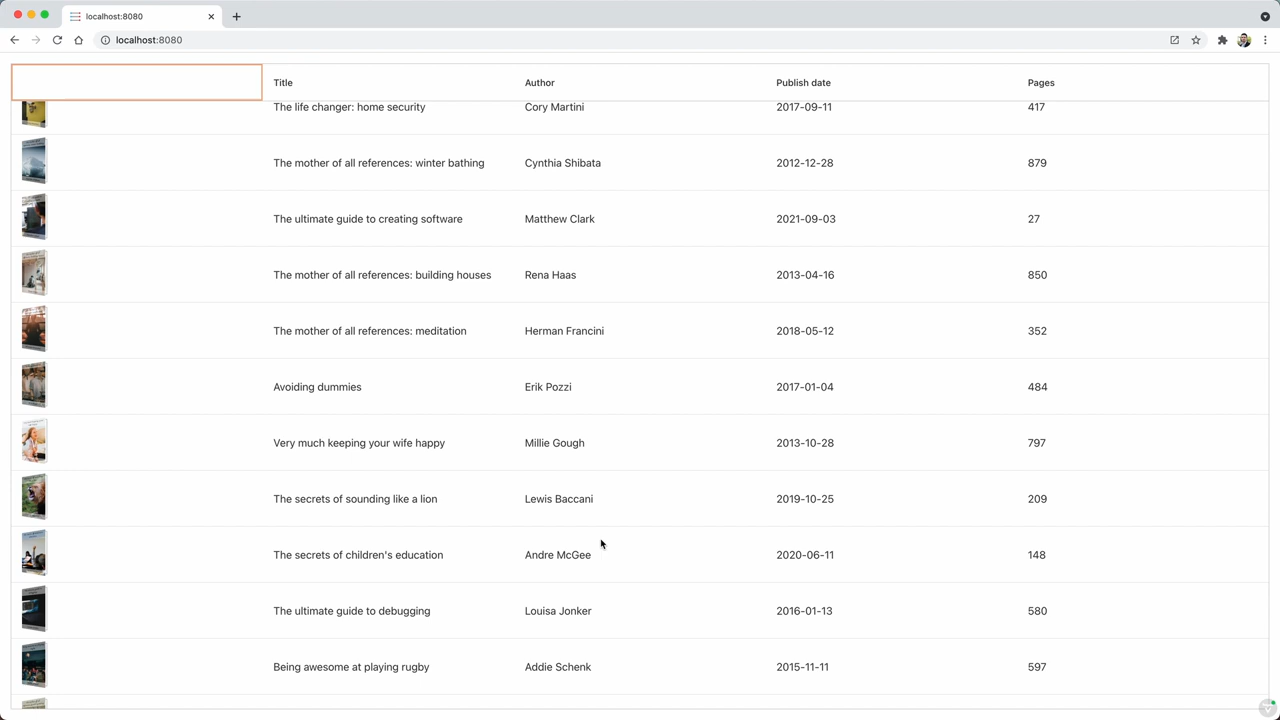 localhost:8080
localhost:8080
Title Author Publish date Pages
The life changer: home security Cory Martini 2017-09-11 417
The mother of all references: winter bathing Cynthia Shibata 2012-12-28 879
The ultimate guide to creating software Matthew Clark 2021-09-03 27
The mother of all references: building houses Rena Haas 2013-04-16 850
The mother of all references: meditation Herman Francini 2018-05-12 352
Avoiding dummies Erik Pozzi 2017-01-04 484
Very much keeping your wife happy Millie Gough 2013-10-28 797
The secrets of sounding like a lion Lewis Baccani 2019-10-25 209
The secrets of children's education Andre McGee 2020-06-11 148
The ultimate guide to debugging Louisa Jonker 2016-01-13 580
Being awesome at playing rugby Addie Schenk 2015-11-11 597